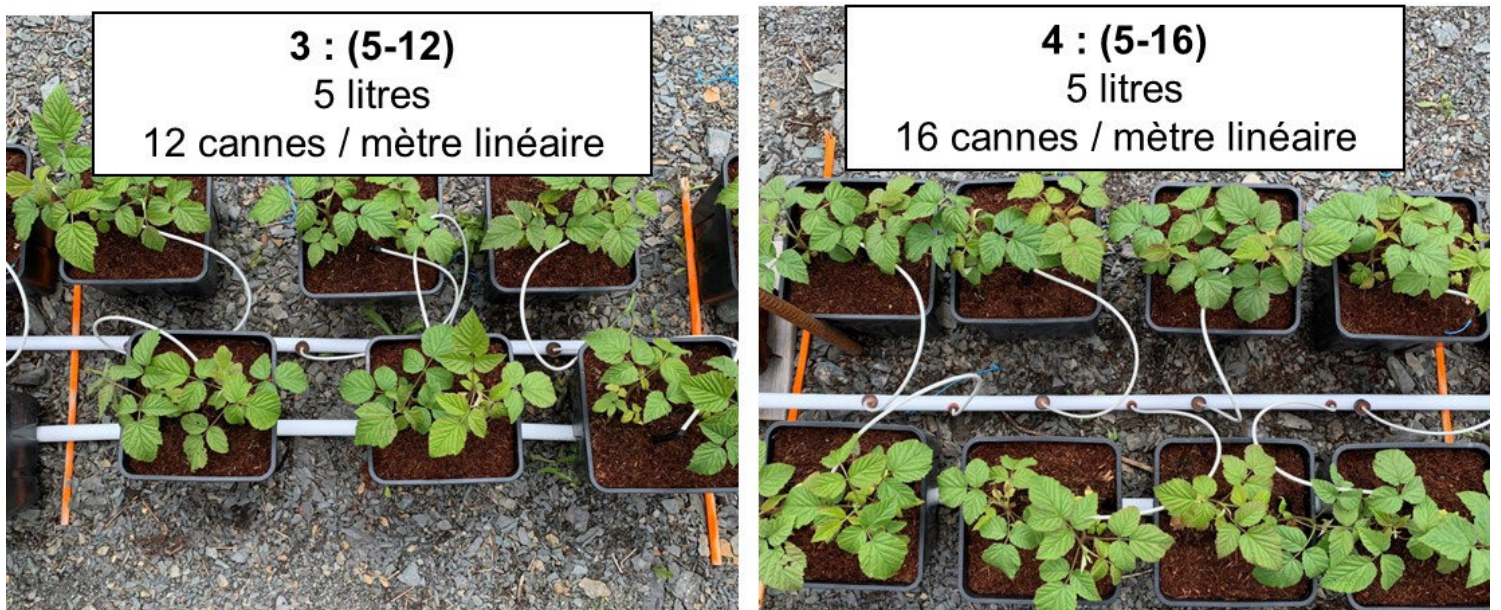 3 : (5-12)
5 litres
12 cannes / mètre linéaire
4 : (5-16)
5 litres
16 cannes / mètre linéaire